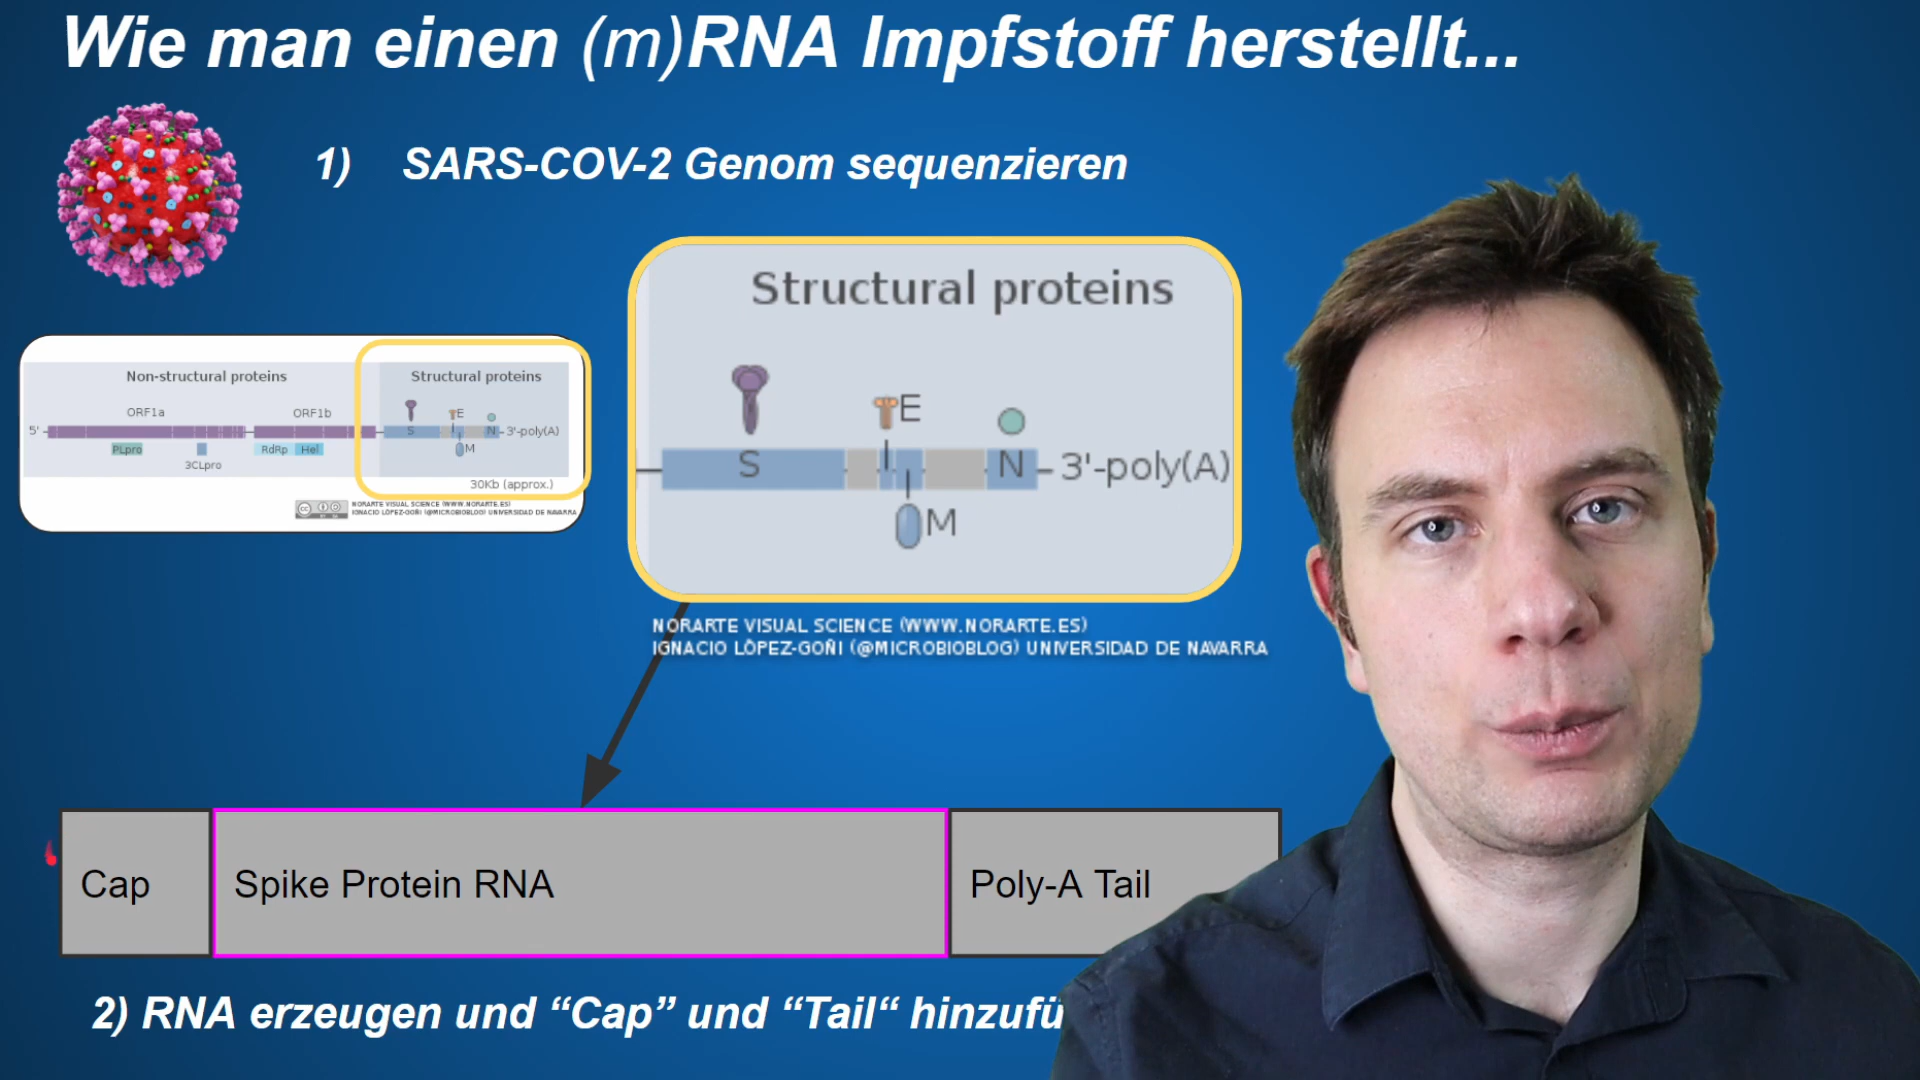 Wie man einen (m)RNA Impfstoff herstellt...
1) SARS-COV-2 Genom sequenzieren
Structural proteins
S
E
M
N
3'-poly(A)
NORARTE VISUAL SCIENCE (WWW.NORARTE.ES)
IGNACIO LÒPEZ-GOÑI (@MICROBIOBLOG) UNIVERSIDAD DE NAVARRA
Non-structural proteins
Structural proteins
ORF1a
ORF1b
5'
S
E
M
N
3'-poly(A)
PLpro
3CLpro
RdRp
Hel
30Kb (approx.)
NORARTE VISUAL SCIENCE (WWW.NORARTE.ES)
IGNACIO LÒPEZ-GOÑI (@MICROBIOBLOG) UNIVERSIDAD DE NAVARRA
Cap
Spike Protein RNA
Poly-A Tail
2) RNA erzeugen und “Cap” und “Tail“ hinzufü